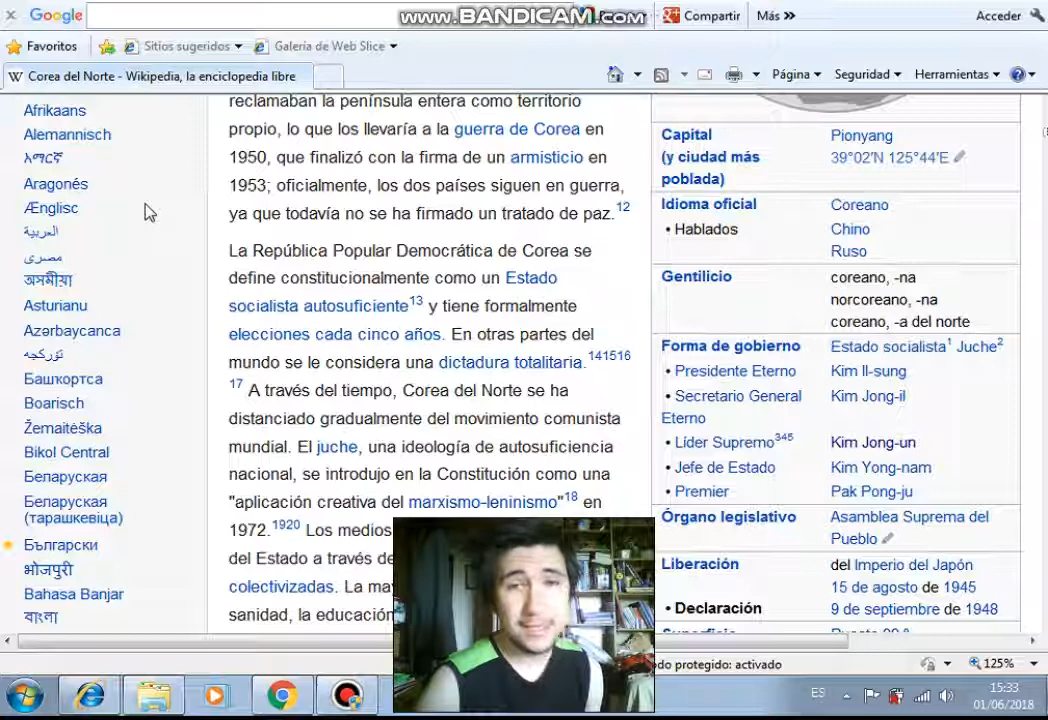 Google
www.BANDICAM.com
Compartir
Más »
Acceder
Favoritos
Sitios sugeridos
Galería de Web Slice
Corea del Norte - Wikipedia, la enciclopedia libre
Página
Seguridad
Herramientas
Afrikaans
Alemannisch
አማርኛ
Aragonés
Ænglisc
العربية
مصرى
অসমীয়া
Asturianu
Azərbaycanca
تۆرکجه
Башҡортса
Boarisch
Žemaitėška
Bikol Central
Беларуская
Беларуская
(тарашкевіца)
Български
भोजपुरी
Bahasa Banjar
বাংলা
reclamaban la península entera como territorio
propio, lo que los llevaría a la guerra de Corea en
1950, que finalizó con la firma de un armisticio en
1953; oficialmente, los dos países siguen en guerra,
ya que todavía no se ha firmado un tratado de paz.12
La República Popular Democrática de Corea se
define constitucionalmente como un Estado
socialista autosuficiente13 y tiene formalmente
elecciones cada cinco años. En otras partes del
mundo se le considera una dictadura totalitaria.141516
17 A través del tiempo, Corea del Norte se ha
distanciado gradualmente del movimiento comunista
mundial. El juche, una ideología de autosuficiencia
nacional, se introdujo en la Constitución como una
"aplicación creativa del marxismo-leninismo"18 en
1972.1920 Los medios
del Estado a través de
colectivizadas. La ma
sanidad, la educación
Capital Pionyang
(y ciudad más 39°02′N 125°44′E
poblada)
Idioma oficial Coreano
• Hablados Chino
Ruso
Gentilicio coreano, -na
norcoreano, -na
coreano, -a del norte
Forma de gobierno Estado socialista1 Juche2
• Presidente Eterno Kim Il-sung
• Secretario General Kim Jong-il
Eterno
• Líder Supremo345 Kim Jong-un
• Jefe de Estado Kim Yong-nam
• Premier Pak Pong-ju
Órgano legislativo Asamblea Suprema del
Pueblo
Liberación del Imperio del Japón
15 de agosto de 1945
• Declaración 9 de septiembre de 1948
do protegido: activado
125%
ES
15:33
01/06/2018